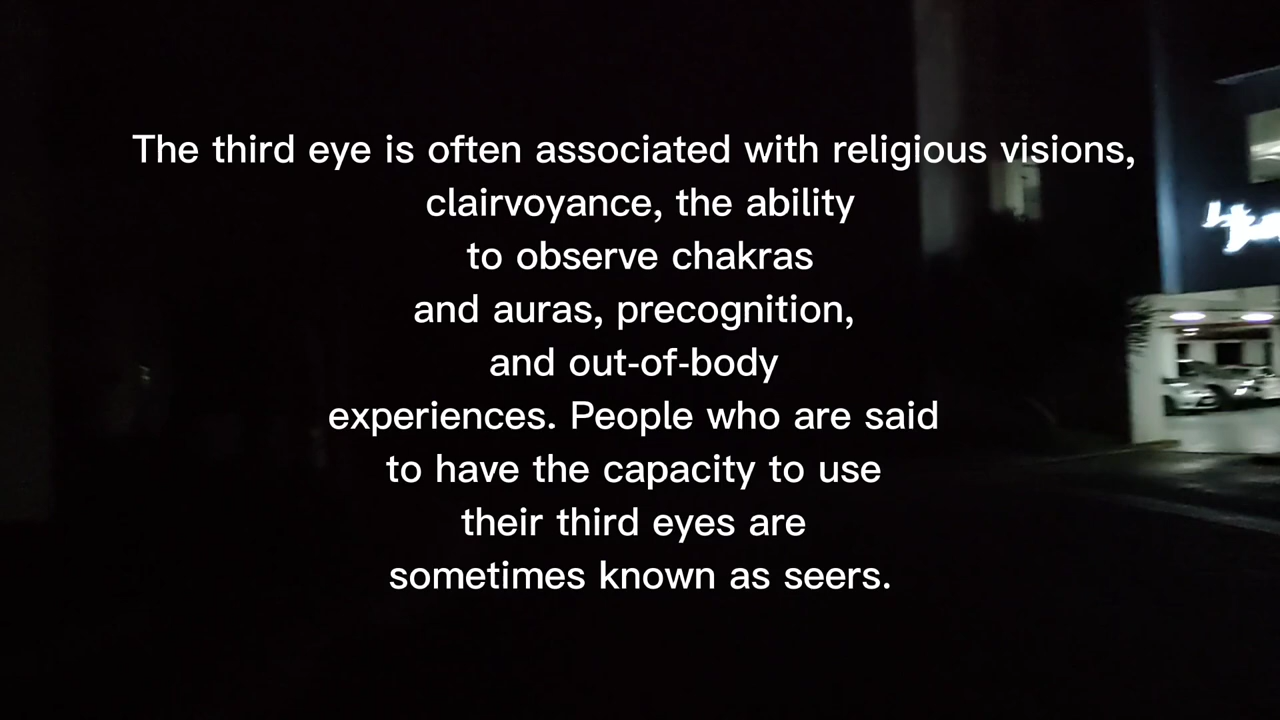 The third eye is often associated with religious visions,
clairvoyance, the ability
to observe chakras
and auras, precognition,
and out-of-body
experiences. People who are said
to have the capacity to use
their third eyes are
sometimes known as seers.